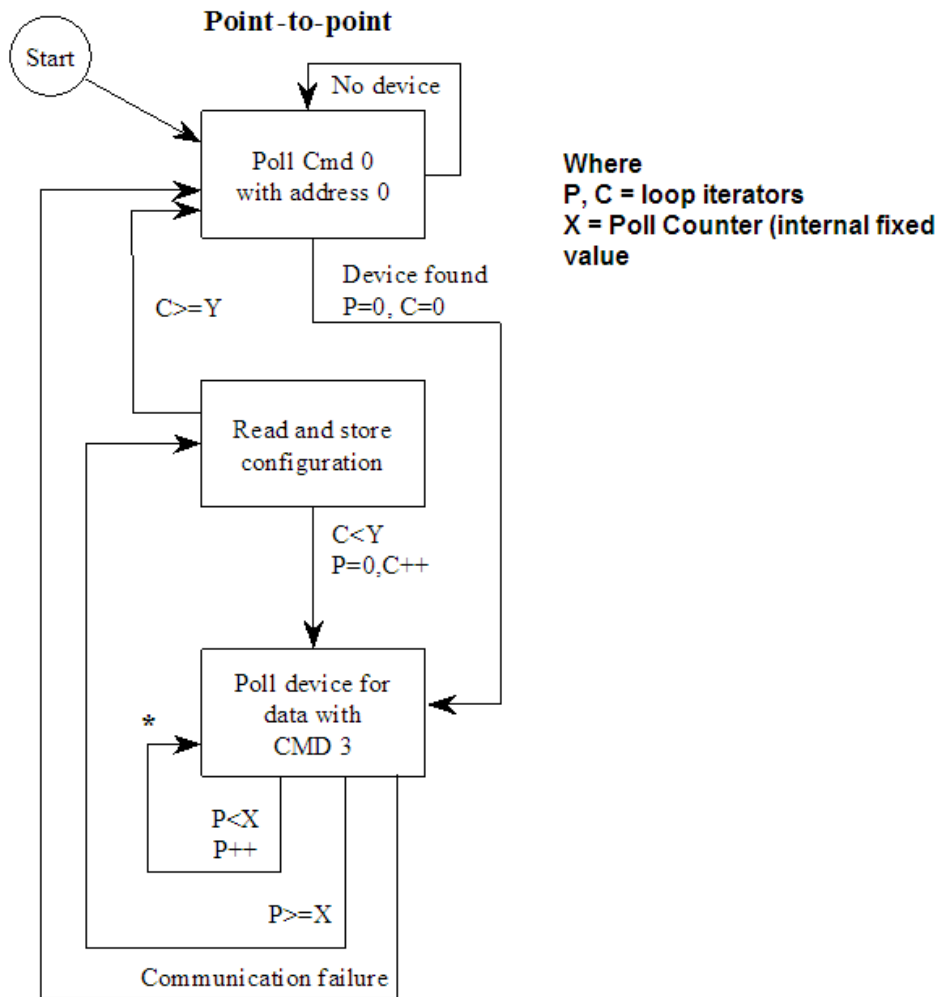 Point-to-point
Start
No device
Poll Cmd 0
with address 0
Where
P, C = loop iterators
X = Poll Counter (internal fixed
value
Device found
P=0, C=0
C>=Y
Read and store
configuration
C<Y
P=0,C++
Poll device for
data with
CMD 3
*
P<X
P++
P>=X
Communication failure